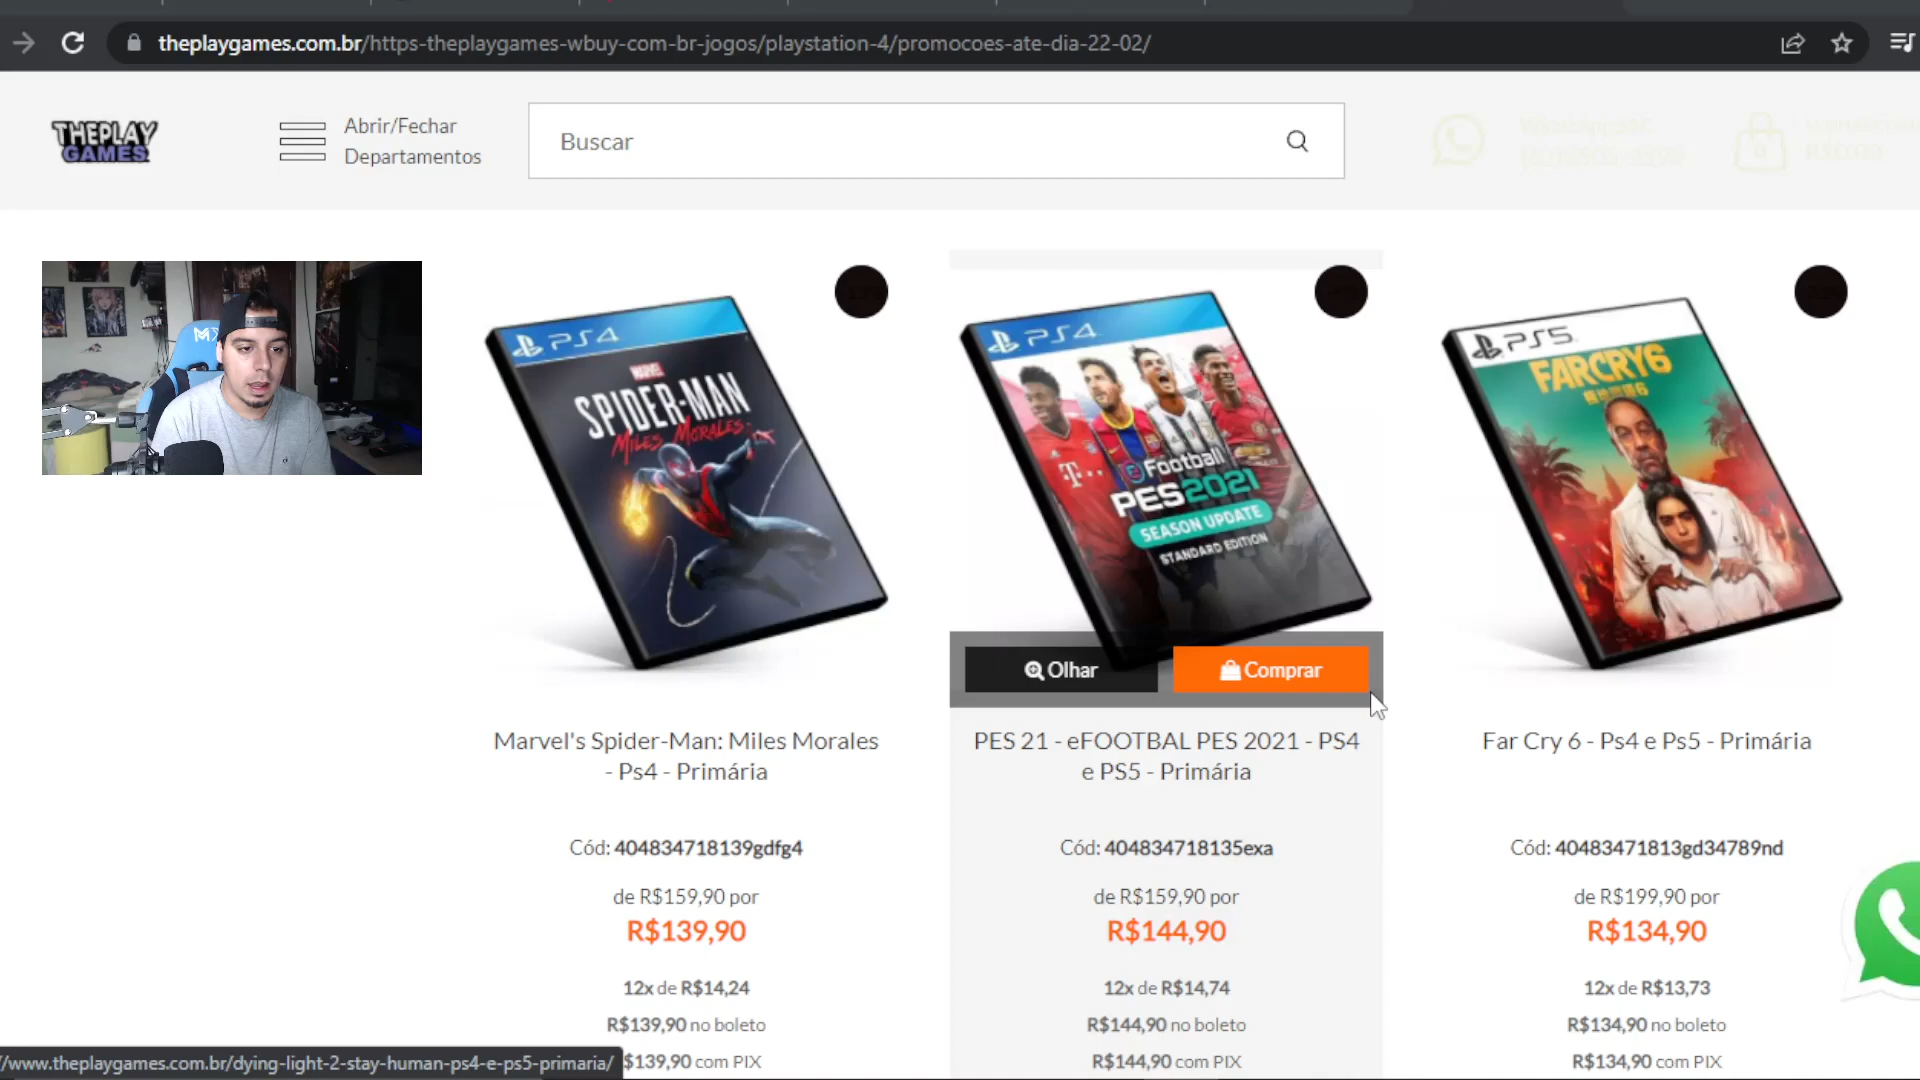 theplaygames.com.br/https-theplaygames-wbuy-com-br-jogos/playstation-4/promocoes-ate-dia-22-02/
THEPLAY
GAMES
Abrir/Fechar
Departamentos
Buscar
PS4
MARVEL
SPIDER-MAN
MILES MORALES
PS4
T
eFootball
PES2021
SEASON UPDATE
STANDARD EDITION
PS5
FARCRY6
Olhar
Comprar
Marvel's Spider-Man: Miles Morales
- Ps4 - Primária
PES 21 - eFOOTBAL PES 2021 - PS4
e PS5 - Primária
Far Cry 6 - Ps4 e Ps5 - Primária
Cód: 404834718139gdfg4
Cód: 404834718135exa
Cód: 40483471813gd34789nd
de R$159,90 por
de R$159,90 por
de R$199,90 por
R$139,90
R$144,90
R$134,90
12x de R$14,24
12x de R$14,74
12x de R$13,73
R$139,90 no boleto
R$144,90 no boleto
R$134,90 no boleto
$139,90 com PIX
R$144,90 com PIX
R$134,90 com PIX
/www.theplaygames.com.br/dying-light-2-stay-human-ps4-e-ps5-primaria/